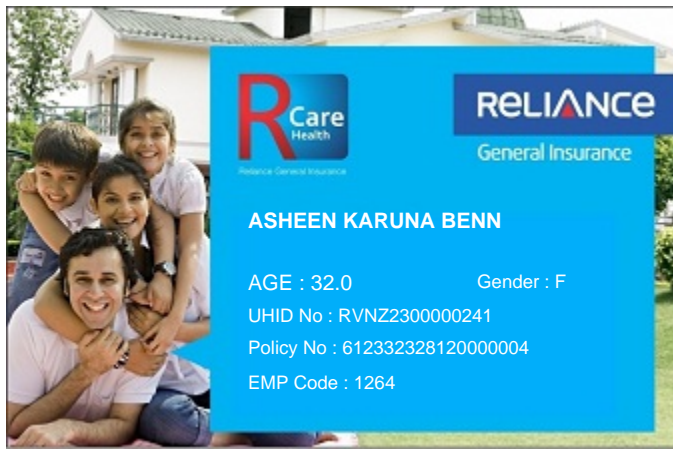 R Care
Health
Reliance General Insurance
RELIANCE
General Insurance
ASHEEN KARUNA BENN
AGE : 32.0
Gender : F
UHID No : RVNZ2300000241
Policy No : 612332328120000004
EMP Code : 1264